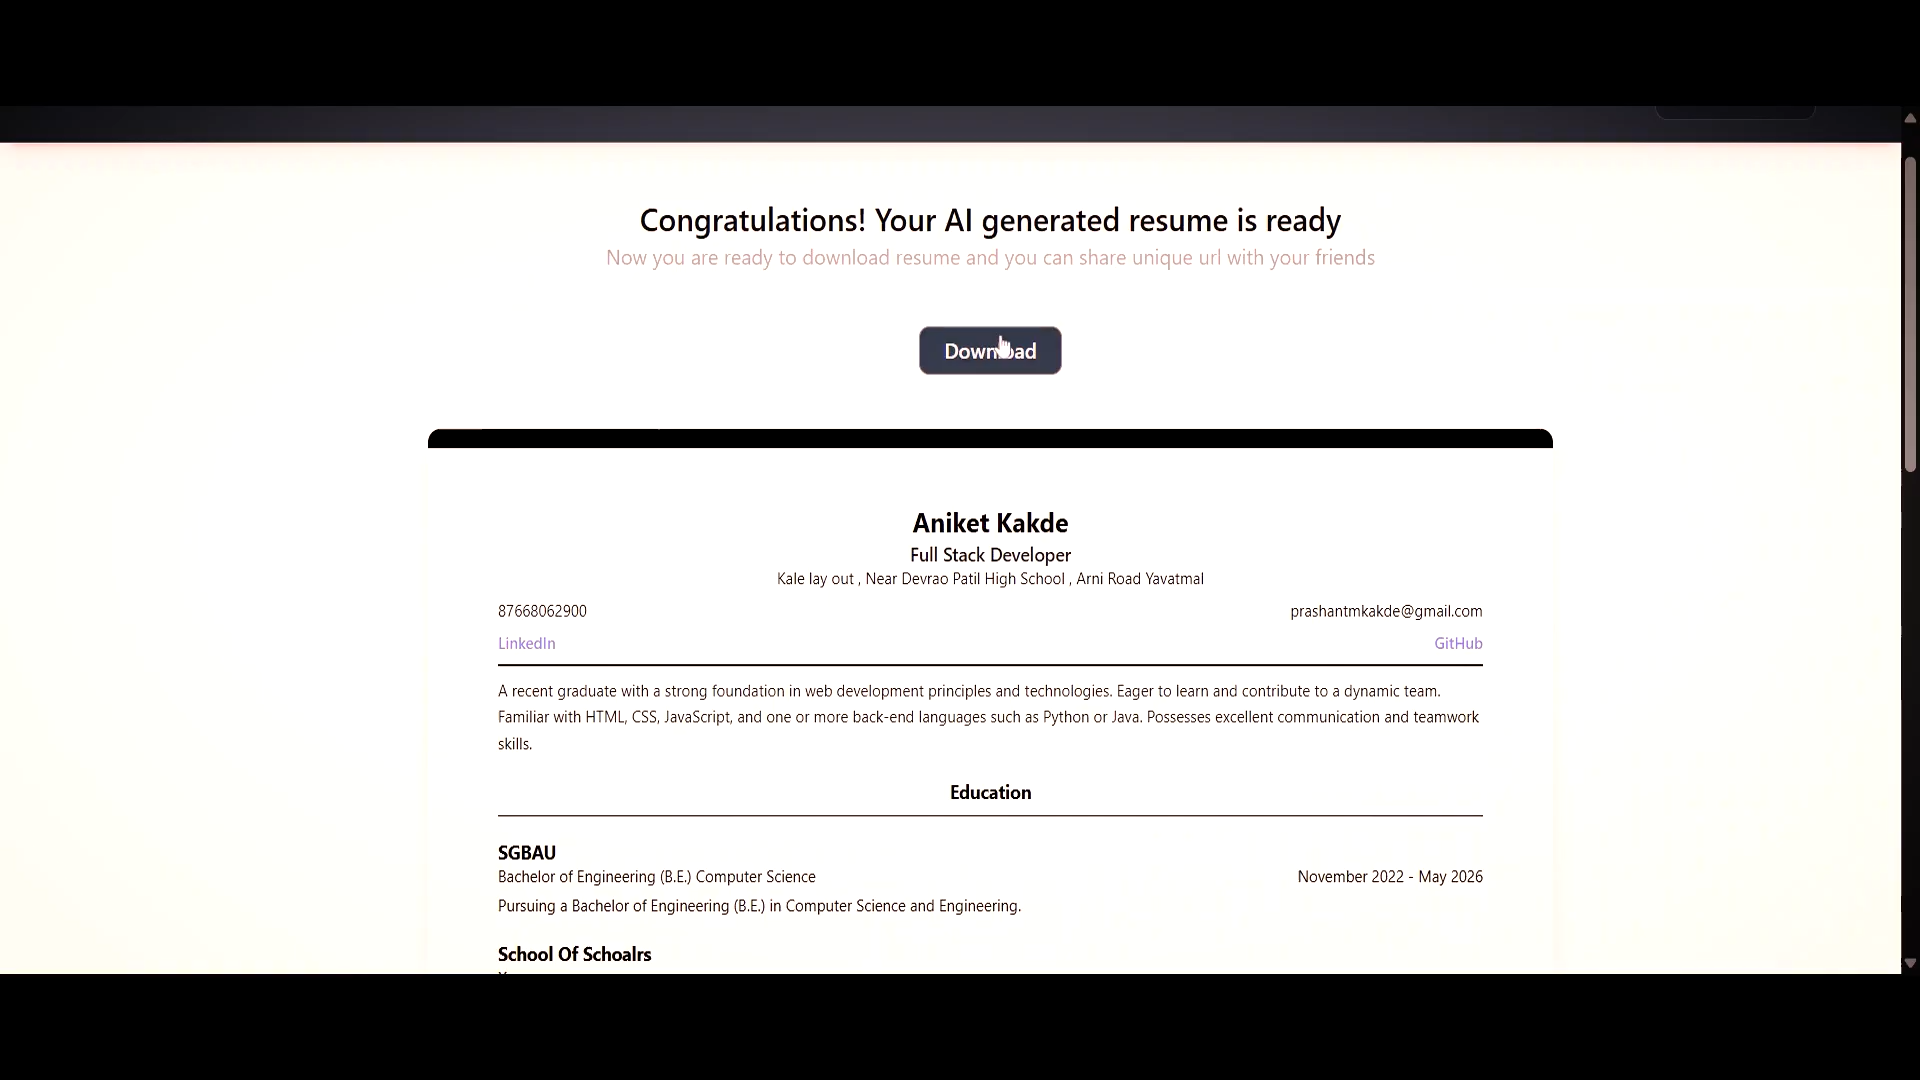 Congratulations! Your AI generated resume is ready
Now you are ready to download resume and you can share unique url with your friends
Download
Aniket Kakde
Full Stack Developer
Kale lay out , Near Devrao Patil High School , Arni Road Yavatmal
87668062900 prashantmkakde@gmail.com
LinkedIn GitHub
A recent graduate with a strong foundation in web development principles and technologies. Eager to learn and contribute to a dynamic team.
Familiar with HTML, CSS, JavaScript, and one or more back-end languages such as Python or Java. Possesses excellent communication and teamwork
skills.
Education
SGBAU
Bachelor of Engineering (B.E.) Computer Science November 2022 - May 2026
Pursuing a Bachelor of Engineering (B.E.) in Computer Science and Engineering.
School Of Schoalrs